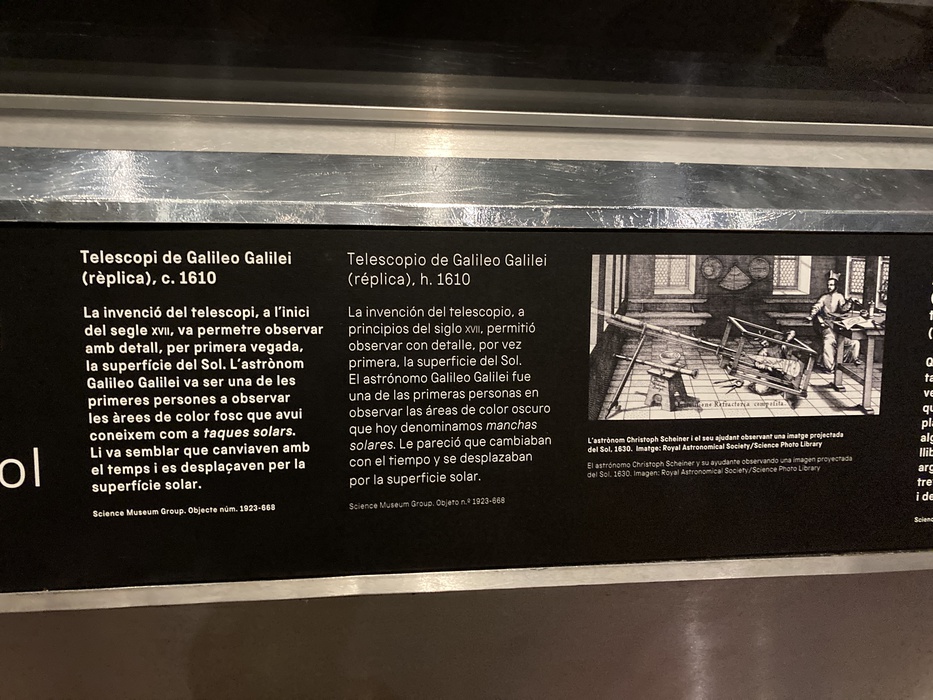 ol
Telescopi de Galileo Galilei
(rèplica), c. 1610
La invenció del telescopi, a l’inici
del segle XVII, va permetre observar
amb detall, per primera vegada,
la superfície del Sol. L’astrònom
Galileo Galilei va ser una de les
primeres persones a observar
les àrees de color fosc que avui
coneixem com a taques solars.
Li va semblar que canviaven amb
el temps i es desplaçaven per la
superfície solar.
Science Museum Group. Objecte núm. 1923-668
Telescopio de Galileo Galilei
(réplica), h. 1610
La invención del telescopio, a
principios del siglo XVII, permitió
observar con detalle, por vez
primera, la superficie del Sol.
El astrónomo Galileo Galilei fue
una de las primeras personas en
observar las áreas de color oscuro
que hoy denominamos manchas
solares. Le pareció que cambiaban
con el tiempo y se desplazaban
por la superficie solar.
Science Museum Group. Objeto n.º 1923-668
Refractoria
L’astrònom Christoph Scheiner i el seu ajudant observant una imatge projectada
del Sol. 1630. Imatge: Royal Astronomical Society/Science Photo Library
El astrónomo Christoph Scheiner y su ayudante observando una imagen proyectada
del Sol. 1630. Imagen: Royal Astronomical Society/Science Photo Library
i de